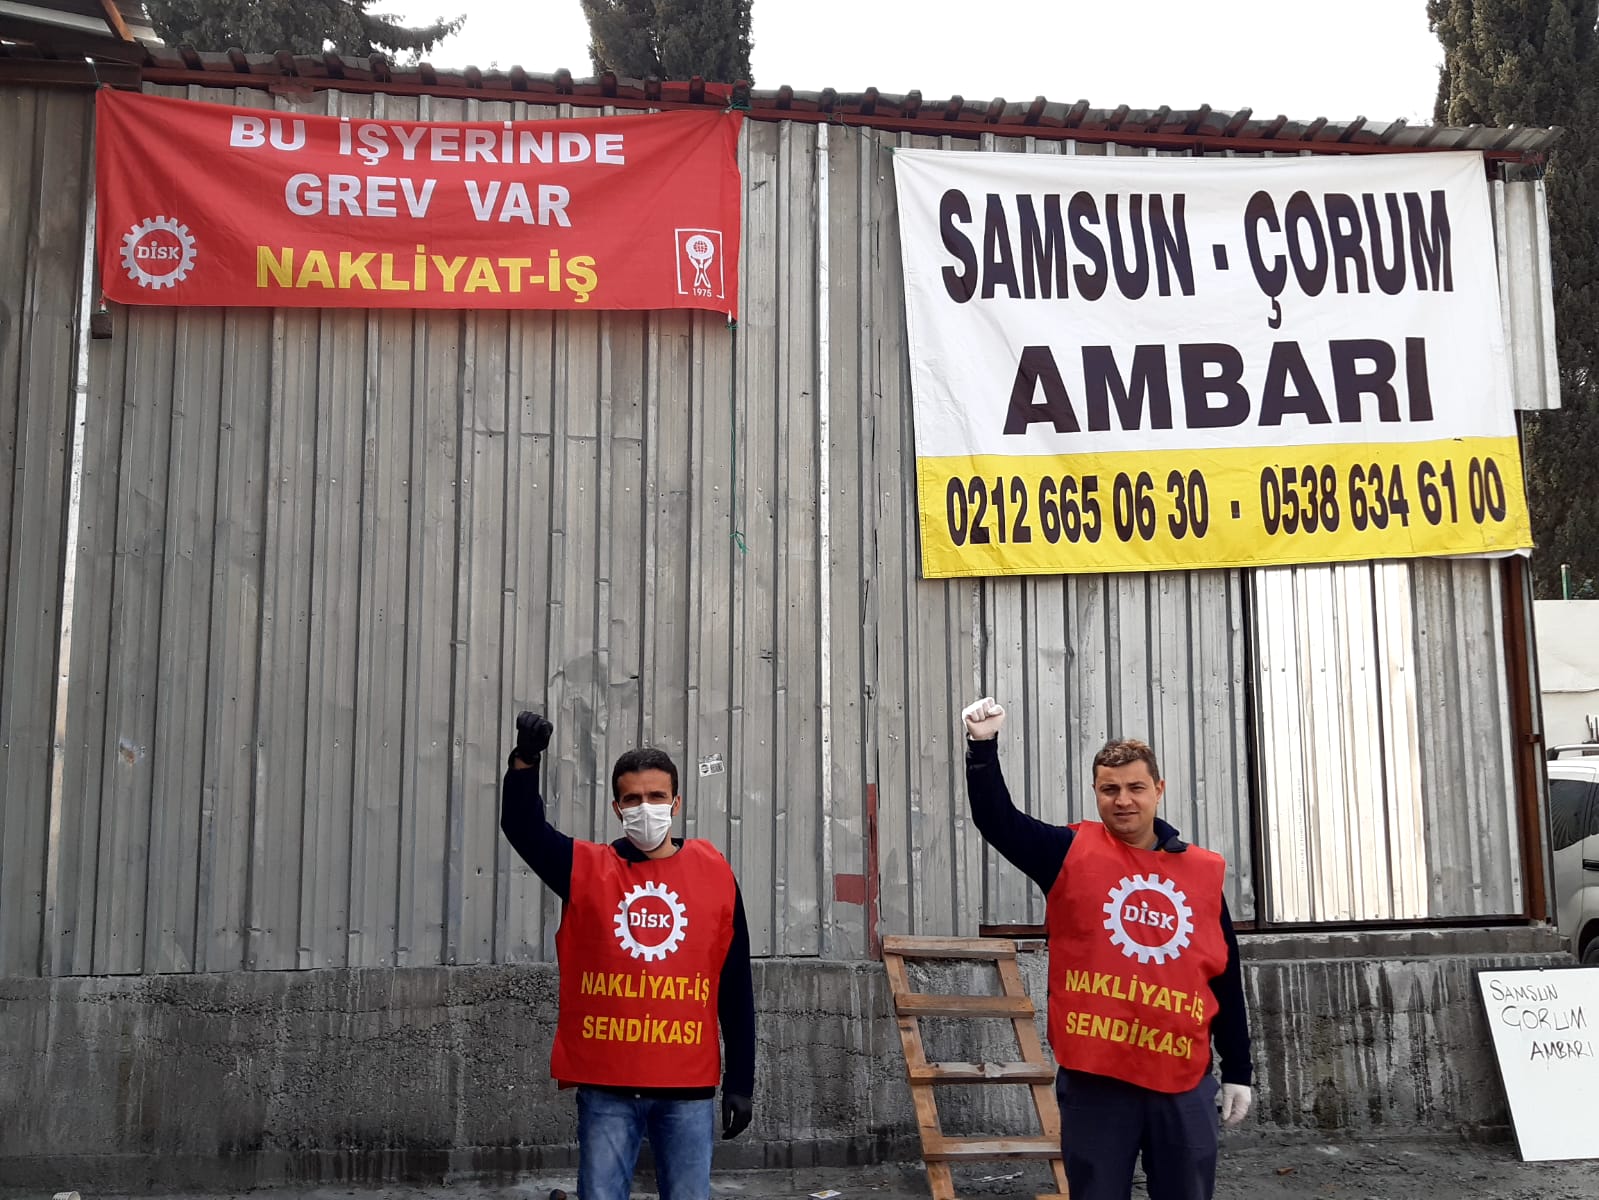 BU İŞYERİNDE
GREV VAR
NAKLİYAT-İŞ
DİSK
1975
SAMSUN - ÇORUM
AMBARI
0212 665 06 30 - 0538 634 61 00
DİSK
NAKLİYAT-İŞ
SENDİKASI
DİSK
NAKLİYAT-İŞ
SENDİKASI
SAMSUN
ÇORUM
AMBARI